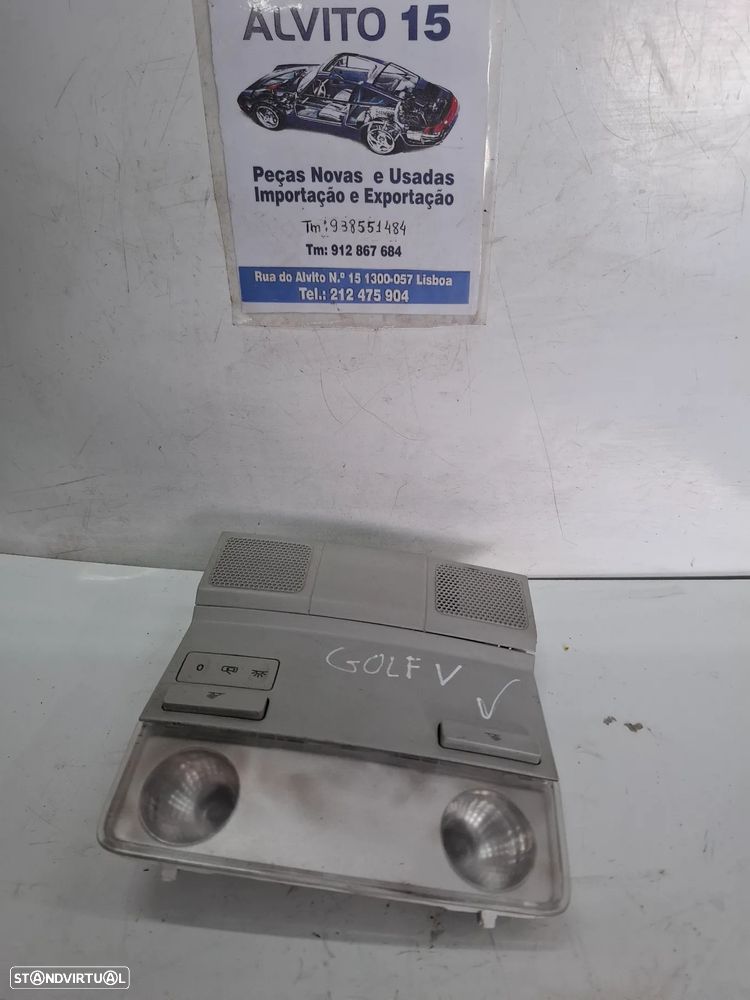 ALVITO 15
Peças Novas e Usadas
Importação e Exportação
Tm: 938551484
Tm: 912 867 684
Rua do Alvito N.º 15 1300-057 Lisboa
Tel.: 212 475 904
0
GOLF V
STANDVIRTUAL